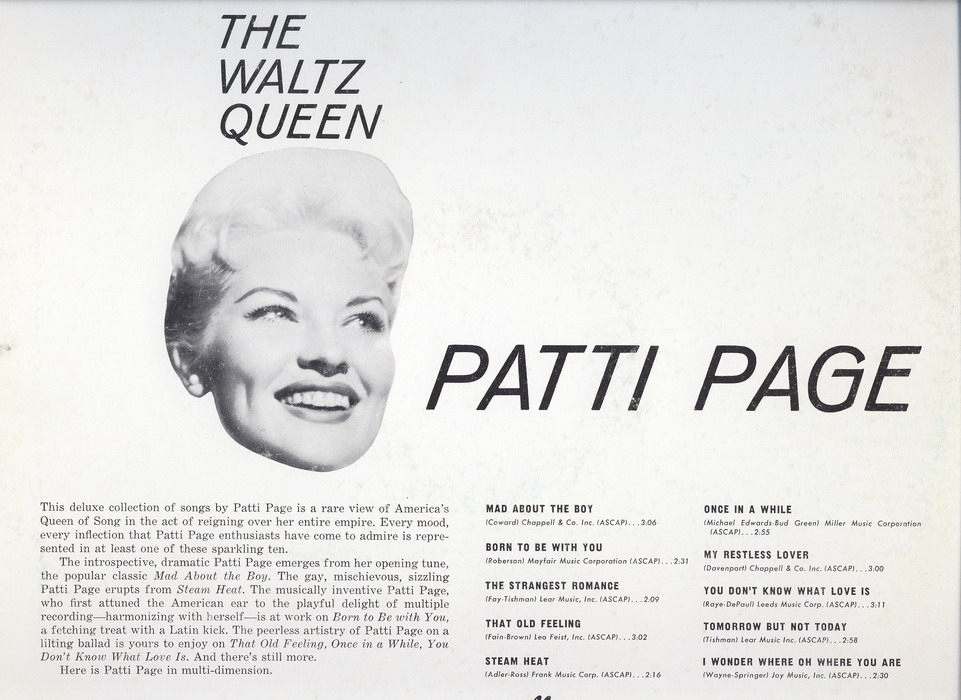 THE
WALTZ
QUEEN
PATTI PAGE
This deluxe collection of songs by Patti Page is a rare view of America's
Queen of Song in the act of reigning over her entire empire. Every mood,
every inflection that Patti Page enthusiasts have come to admire is repre-
sented in at least one of these sparkling ten.
The introspective, dramatic Patti Page emerges from her opening tune,
the popular classic Mad About the Boy. The gay, mischievous, sizzling
Patti Page erupts from Steam Heat. The musically inventive Patti Page,
who first attuned the American ear to the playful delight of multiple
recording—harmonizing with herself—is at work on Born to Be with You,
a fetching treat with a Latin kick. The peerless artistry of Patti Page on a
lilting ballad is yours to enjoy on That Old Feeling, Once in a While, You
Don't Know What Love Is. And there's still more.
Here is Patti Page in multi-dimension.
MAD ABOUT THE BOY
(Coward) Chappell & Co. Inc. (ASCAP)...3:06
BORN TO BE WITH YOU
(Roberson) Mayfair Music Corporation (ASCAP)...2:31
THE STRANGEST ROMANCE
(Fay-Tishman) Lear Music, Inc. (ASCAP)...2:09
THAT OLD FEELING
(Fain-Brown) Leo Feist, Inc. (ASCAP)...3:02
STEAM HEAT
(Adler-Ross) Frank Music Corp. (ASCAP)...2:16
ONCE IN A WHILE
(Michael Edwards-Bud Green) Miller Music Corporation
(ASCAP)...2:55
MY RESTLESS LOVER
(Davenport) Chappell & Co. Inc. (ASCAP)...3:00
YOU DON'T KNOW WHAT LOVE IS
(Raye-DePaul) Leeds Music Corp. (ASCAP)...3:11
TOMORROW BUT NOT TODAY
(Tishman) Lear Music Inc. (ASCAP)...2:58
I WONDER WHERE OH WHERE YOU ARE
(Wayne-Springer) Joy Music, Inc. (ASCAP)...2:30